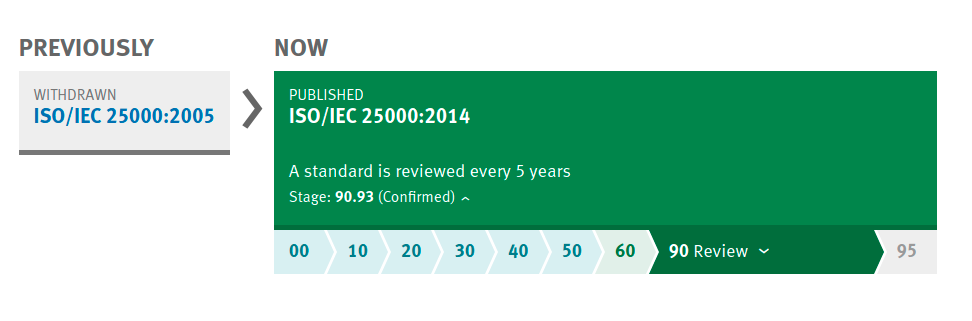 PREVIOUSLY
WITHDRAWN
ISO/IEC 25000:2005
NOW
PUBLISHED
ISO/IEC 25000:2014
A standard is reviewed every 5 years
Stage: 90.93 (Confirmed)
00 10 20 30 40 50 60 90 Review 95